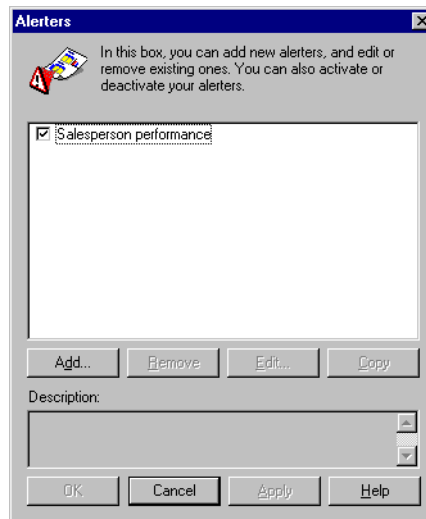 Alerters
In this box, you can add new alerters, and edit or
remove existing ones. You can also activate or
deactivate your alerters.
Salesperson performance
Add...
Remove
Edit...
Copy
Description:
OK
Cancel
Apply
Help